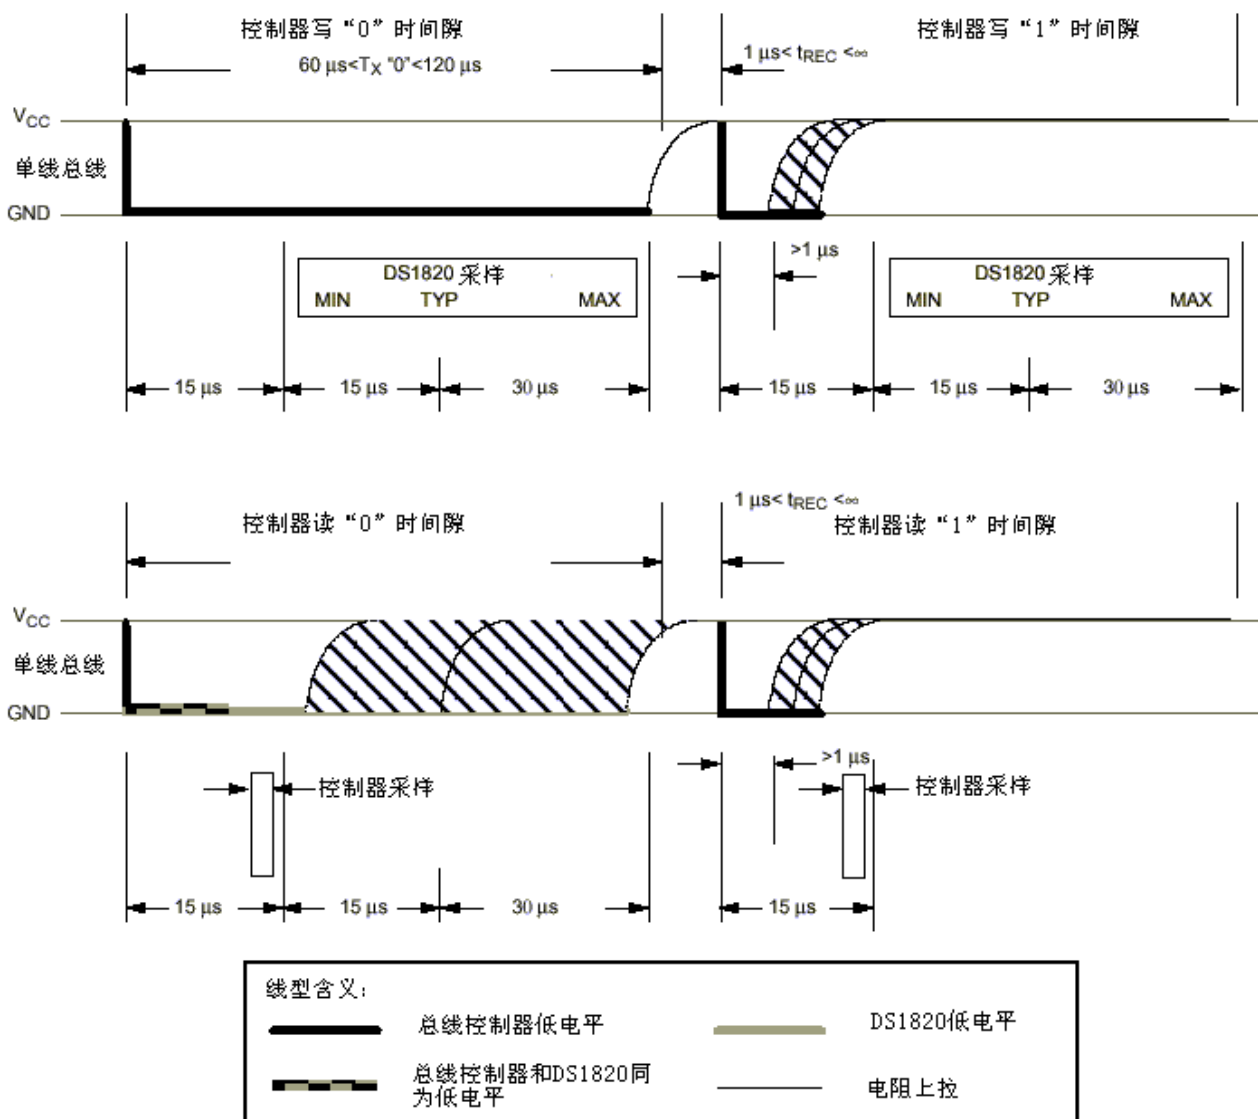 控制器写“0”时间隙
控制器写“1”时间隙
60 μs<TX "0"<120 μs
1 μs< tREC <∞
VCC
单线总线
GND
>1 μs
DS1820 采样
MIN TYP MAX
DS1820 采样
MIN TYP MAX
15 μs
15 μs
30 μs
15 μs
15 μs
30 μs
1 μs< tREC <∞
控制器读“0”时间隙
控制器读“1”时间隙
VCC
单线总线
GND
>1 μs
控制器采样
控制器采样
15 μs
15 μs
30 μs
15 μs
线型含义:
总线控制器低电平
DS1820低电平
总线控制器和DS1820同
为低电平
电阻上拉